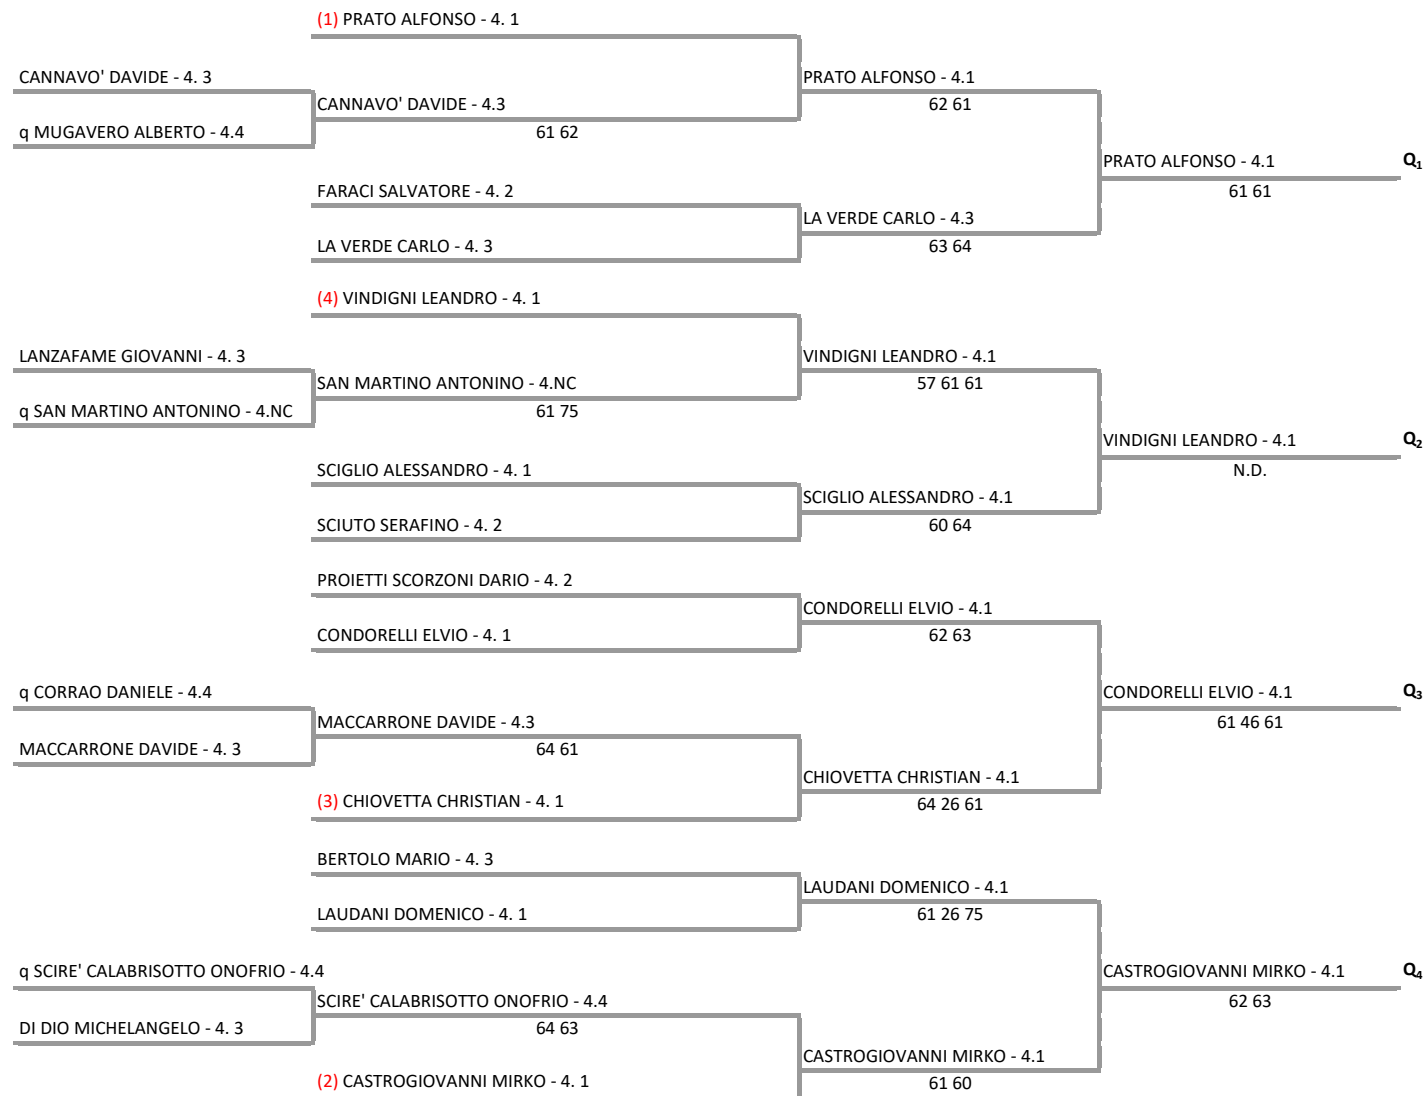 (1) PRATO ALFONSO - 4. 1
CANNAVO' DAVIDE - 4. 3
PRATO ALFONSO - 4.1
CANNAVO' DAVIDE - 4.3
62 61
q MUGAVERO ALBERTO - 4.4
61 62
PRATO ALFONSO - 4.1
Q1
61 61
FARACI SALVATORE - 4. 2
LA VERDE CARLO - 4.3
LA VERDE CARLO - 4. 3
63 64
(4) VINDIGNI LEANDRO - 4. 1
LANZAFAME GIOVANNI - 4. 3
VINDIGNI LEANDRO - 4.1
SAN MARTINO ANTONINO - 4.NC
57 61 61
q SAN MARTINO ANTONINO - 4.NC
61 75
VINDIGNI LEANDRO - 4.1
Q2
N.D.
SCIGLIO ALESSANDRO - 4. 1
SCIGLIO ALESSANDRO - 4.1
SCIUTO SERAFINO - 4. 2
60 64
PROIETTI SCORZONI DARIO - 4. 2
CONDORELLI ELVIO - 4.1
CONDORELLI ELVIO - 4. 1
62 63
q CORRAO DANIELE - 4.4
CONDORELLI ELVIO - 4.1
Q3
MACCARRONE DAVIDE - 4.3
61 46 61
MACCARRONE DAVIDE - 4. 3
64 61
CHIOVETTA CHRISTIAN - 4.1
(3) CHIOVETTA CHRISTIAN - 4. 1
64 26 61
BERTOLO MARIO - 4. 3
LAUDANI DOMENICO - 4.1
LAUDANI DOMENICO - 4. 1
61 26 75
q SCIRE' CALABRISOTTO ONOFRIO - 4.4
CASTROGIOVANNI MIRKO - 4.1
Q4
SCIRE' CALABRISOTTO ONOFRIO - 4.4
62 63
DI DIO MICHELANGELO - 4. 3
64 63
CASTROGIOVANNI MIRKO - 4.1
(2) CASTROGIOVANNI MIRKO - 4. 1
61 60